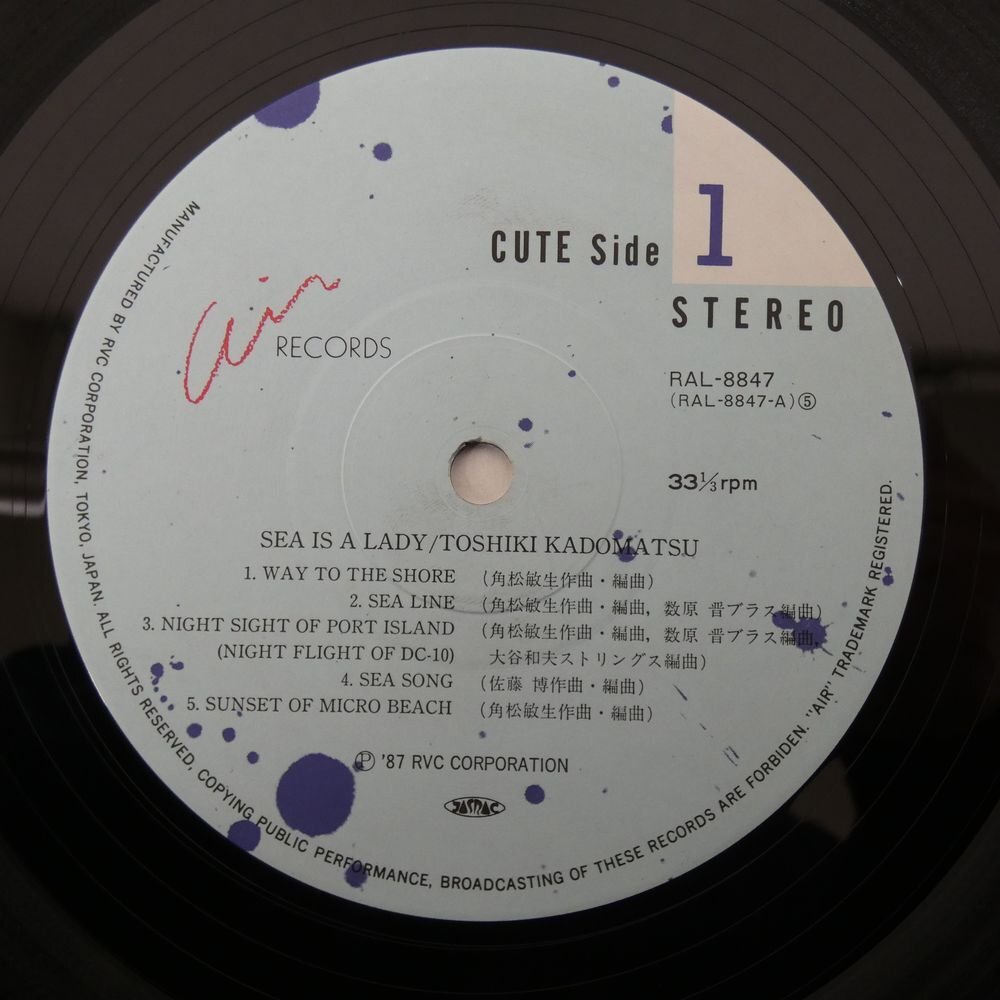 CUTE Side 1
STEREO
Air
RECORDS
RAL-8847
(RAL-8847-A)⑤
33⅓rpm
SEA IS A LADY/TOSHIKI KADOMATSU
1. WAY TO THE SHORE (角松敏生作曲・編曲)
2. SEA LINE (角松敏生作曲・編曲, 数原 晋ブラス編曲)
3. NIGHT SIGHT OF PORT ISLAND (角松敏生作曲・編曲, 数原 晋ブラス編曲,
(NIGHT FLIGHT OF DC-10) 大谷和夫ストリングス編曲)
4. SEA SONG (佐藤 博作曲・編曲)
5. SUNSET OF MICRO BEACH (角松敏生作曲・編曲)
Ⓟ '87 RVC CORPORATION
JASRAC
MANUFACTURED BY RVC CORPORATION, TOKYO, JAPAN. ALL RIGHTS RESERVED, COPYING, PUBLIC PERFORMANCE, BROADCASTING OF THESE RECORDS ARE FORBIDDEN. "AIR" TRADEMARK REGISTERED.